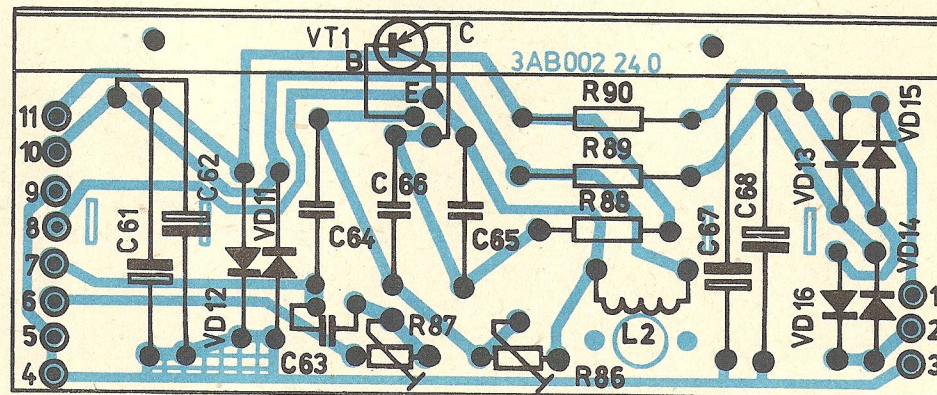 VT1
C
B
E
3AB002 24.0
R90
R89
R88
11
10
9
8
7
6
5
4
C61
C62
VD11
VD12
C63
C64
C66
C65
R87
R86
L2
C67
C68
VD13
VD15
VD14
VD16
1
2
3